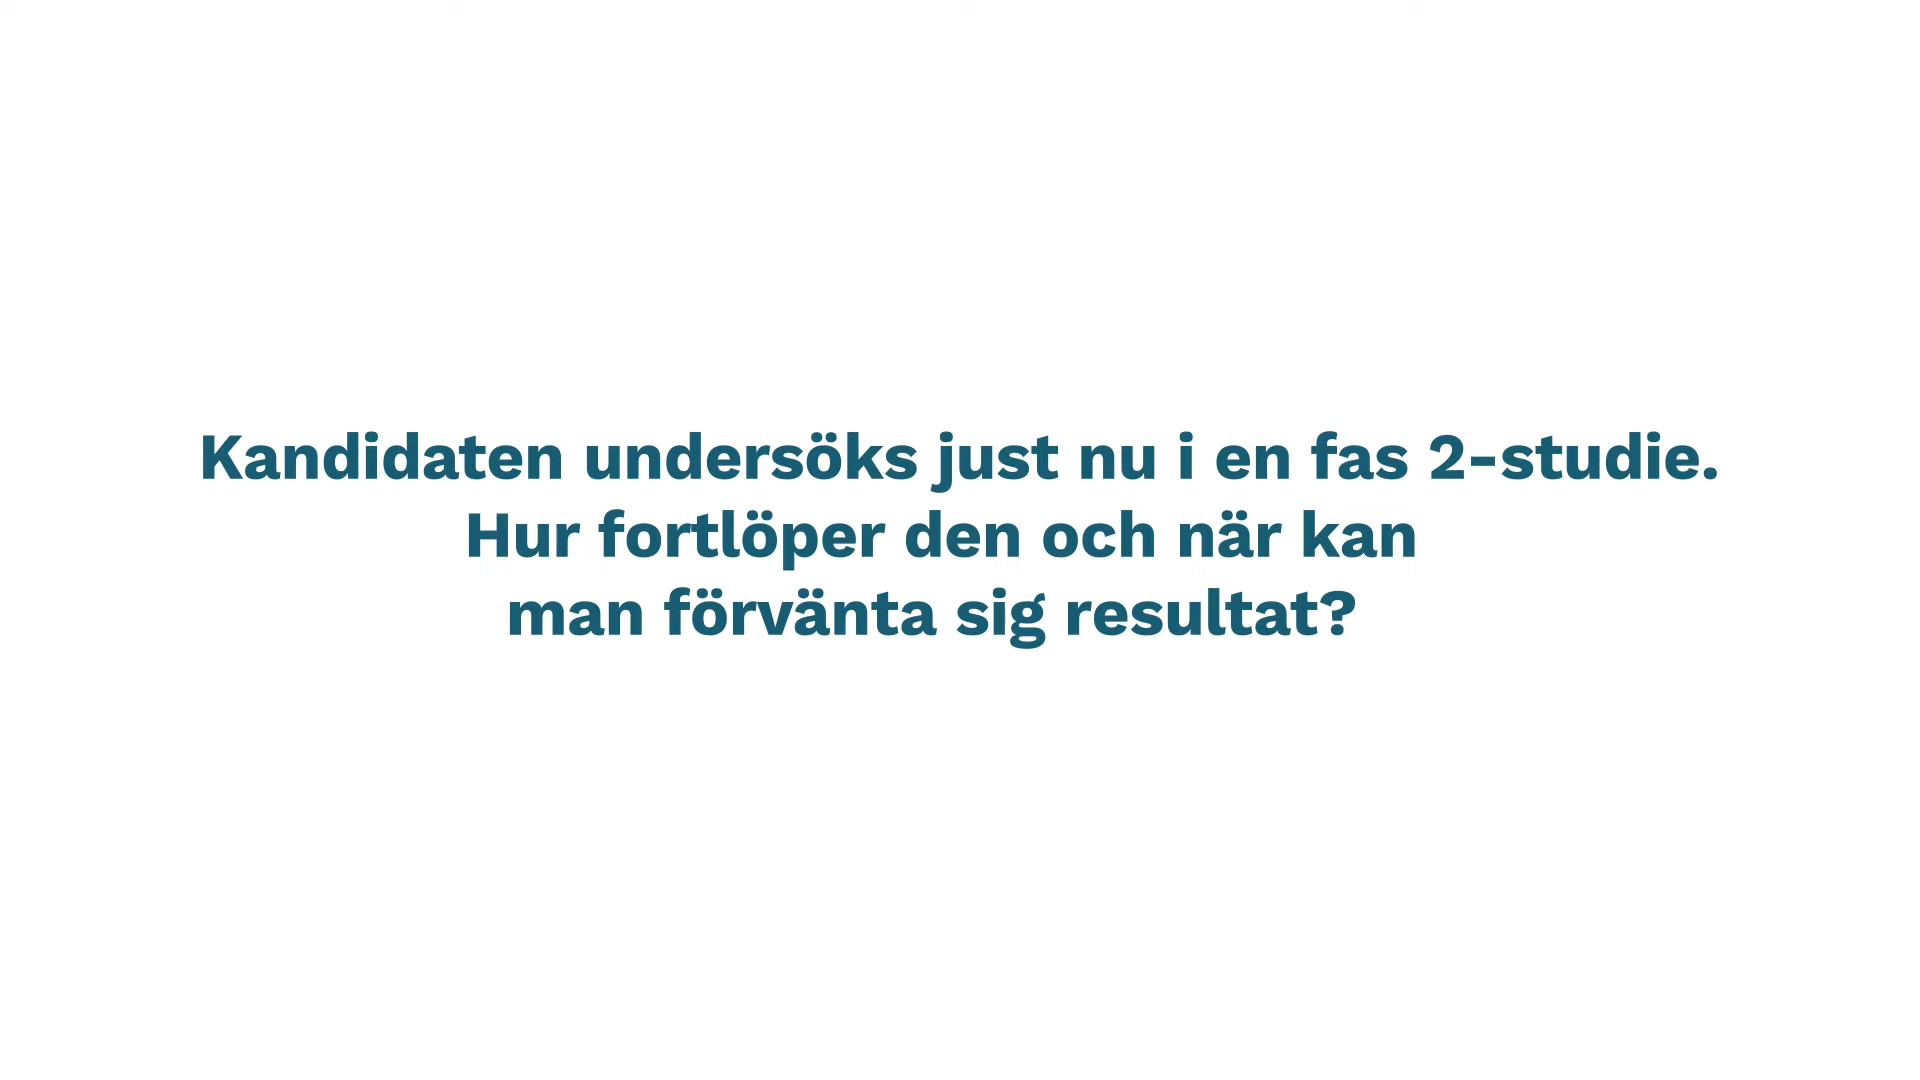 Kandidaten undersöks just nu i en fas 2-studie.
Hur fortlöper den och när kan
man förvänta sig resultat?